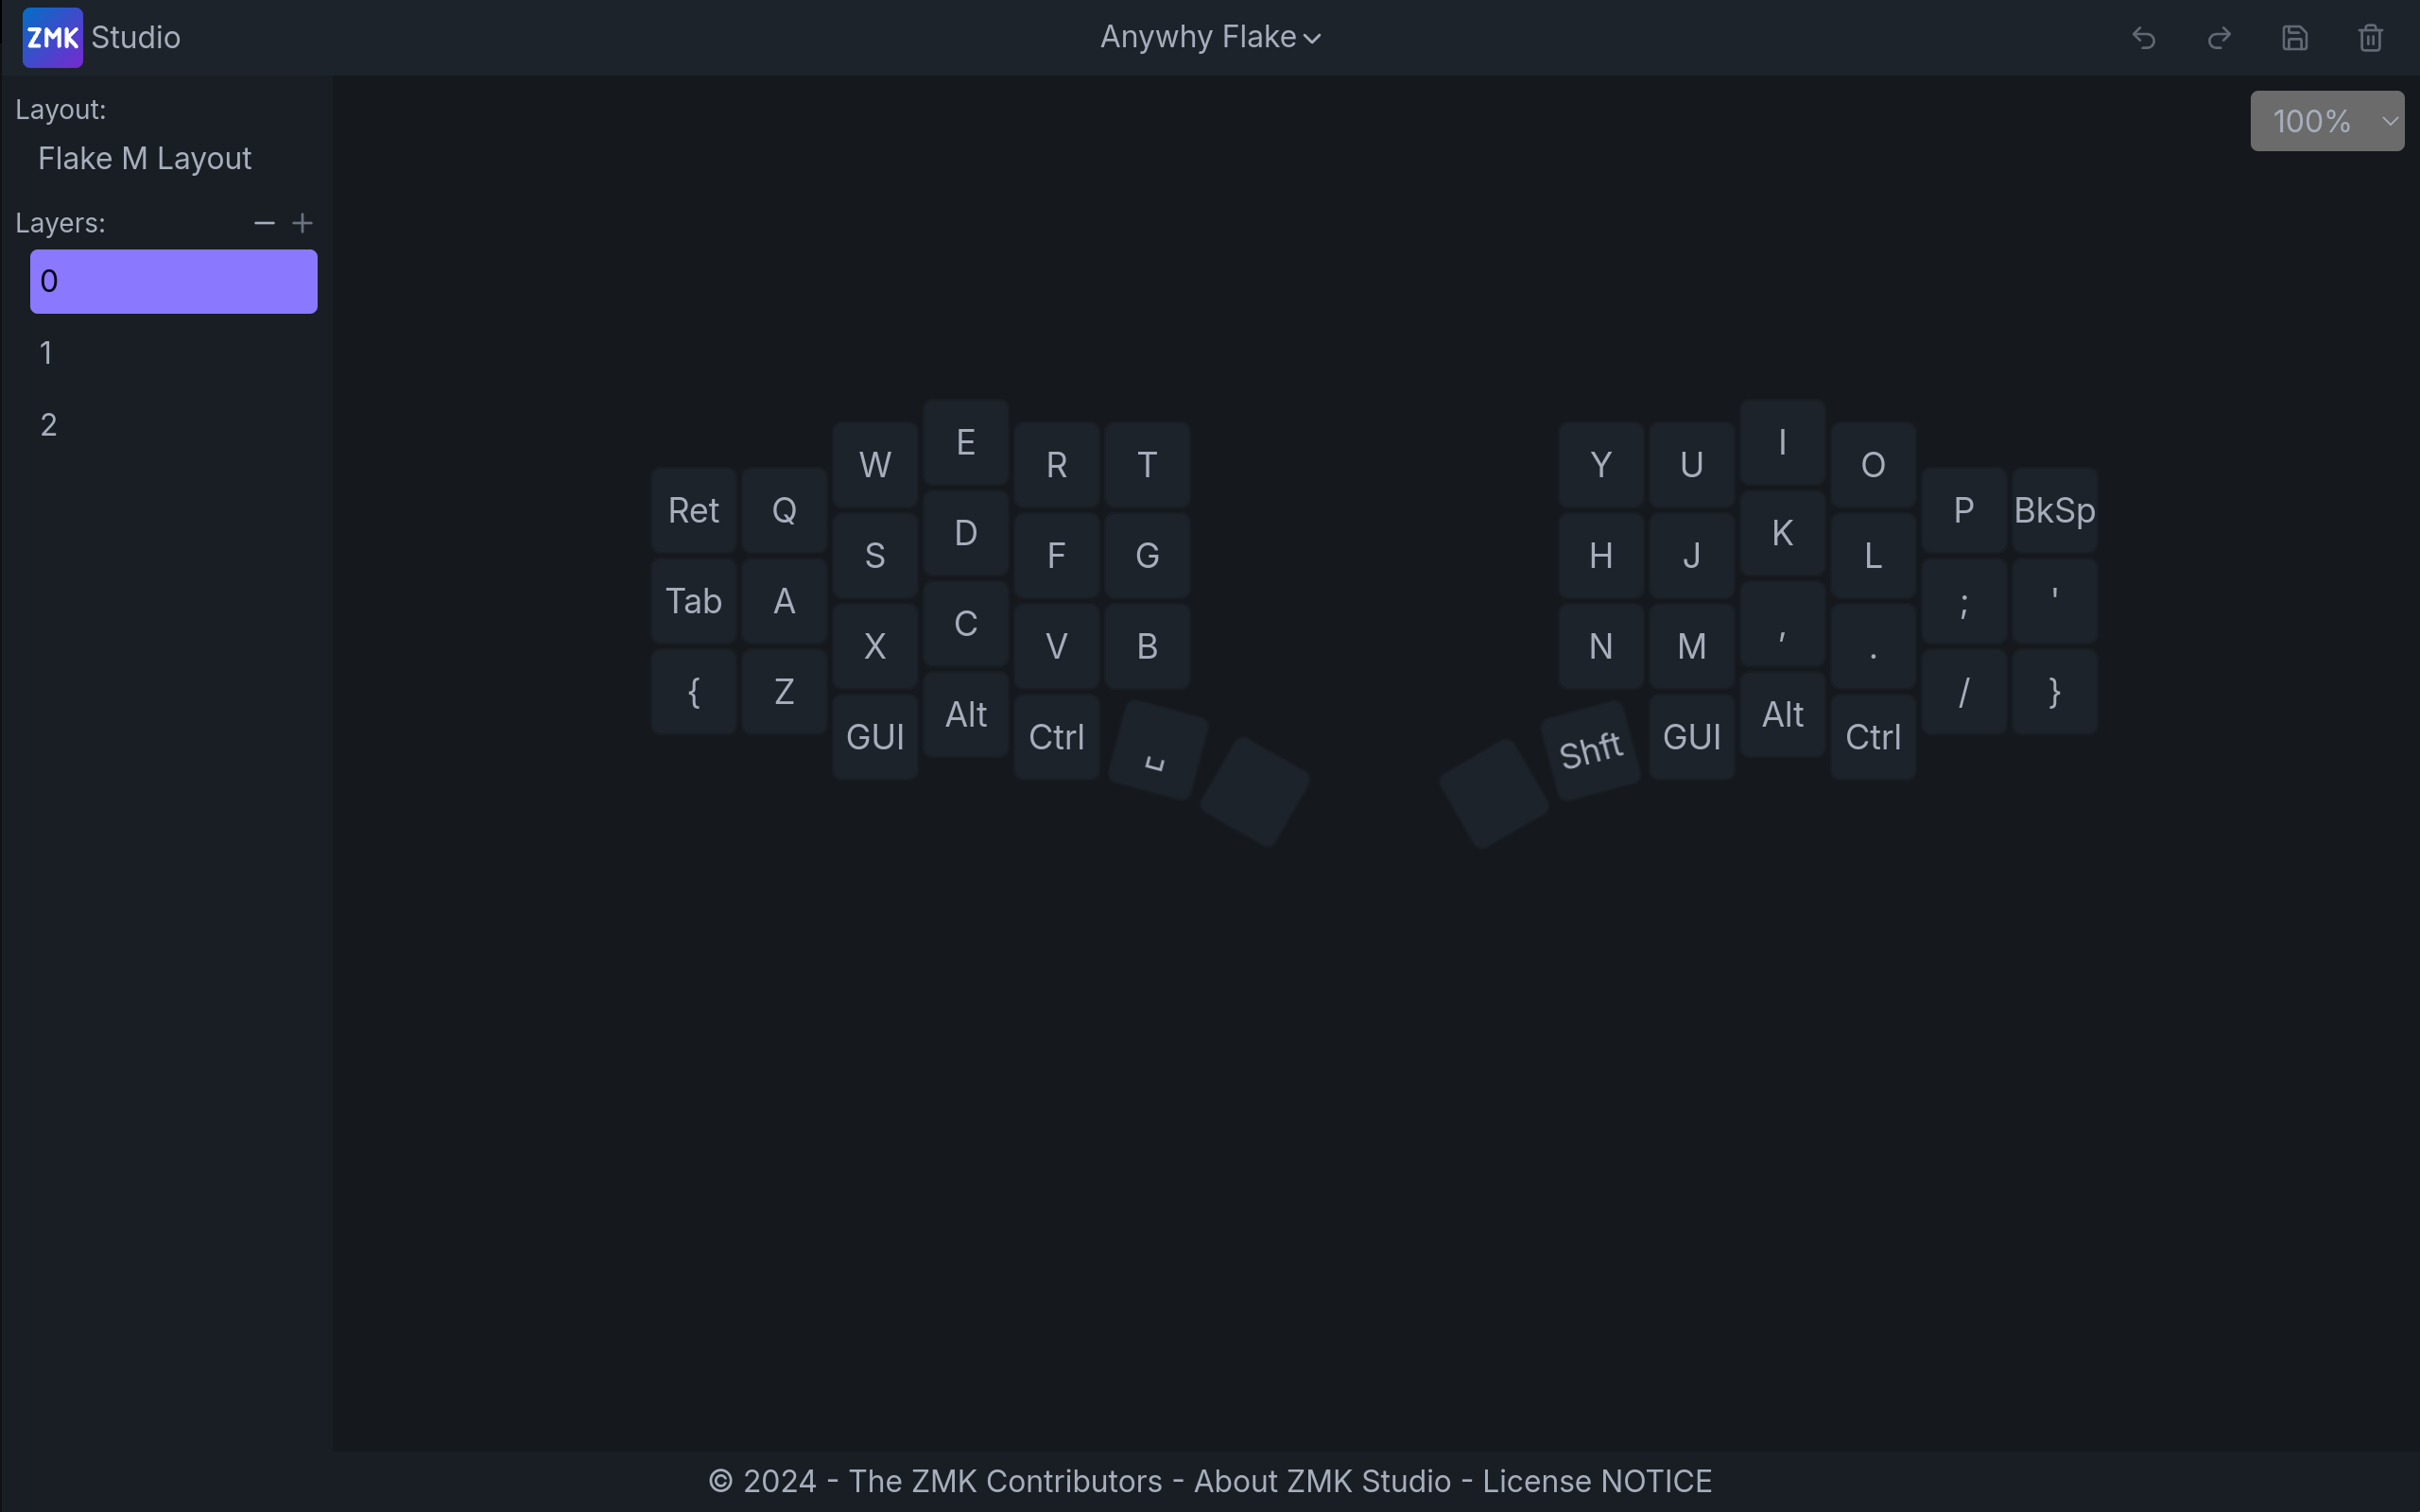 ZMK Studio
Anywhy Flake
Layout:
Flake M Layout
100%
Layers:
0
1
2
E I
W R T Y U O
Ret Q P BkSp
D K
S F G H J L
Tab A ; '
C ,
X V B N M .
{ Z / }
Alt Alt
GUI Ctrl ␣ Shft GUI Ctrl
© 2024 - The ZMK Contributors - About ZMK Studio - License NOTICE